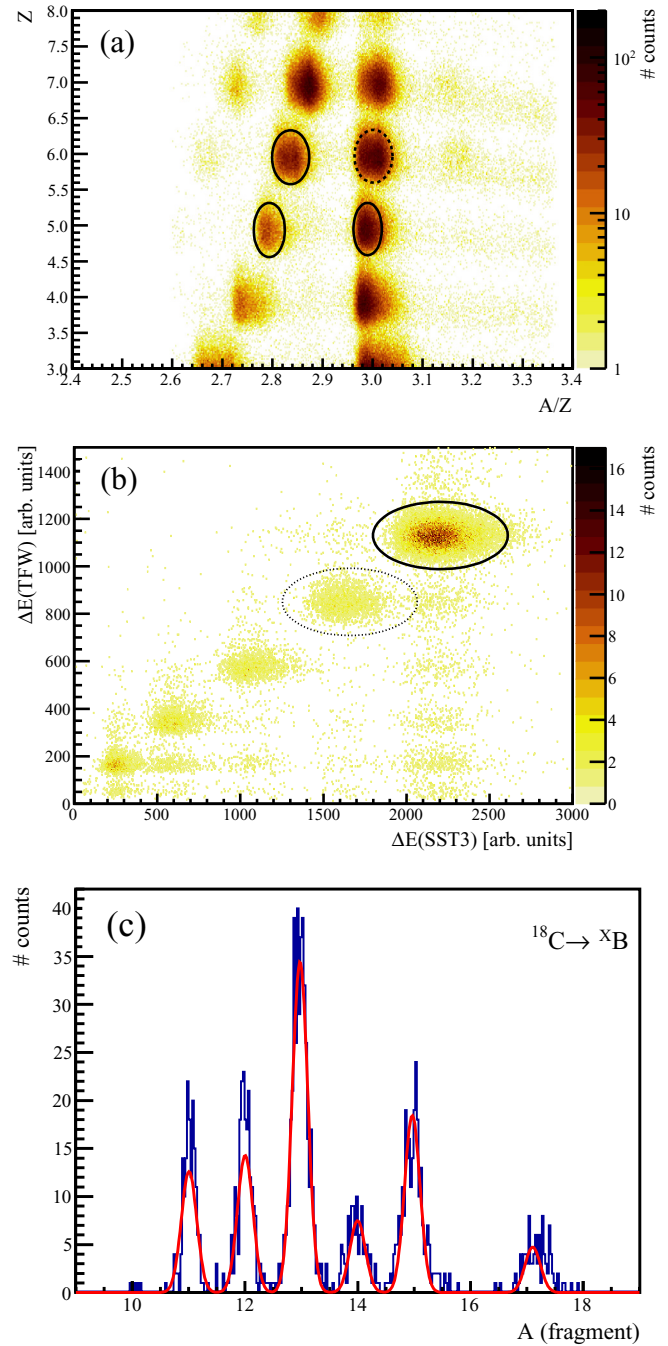 (a)
Z
8.0
7.5
7.0
6.5
6.0
5.5
5.0
4.5
4.0
3.5
3.0
2.4 2.5 2.6 2.7 2.8 2.9 3.0 3.1 3.2 3.3 3.4
A/Z
10²
10
1
# counts
(b)
ΔE(TFW) [arb. units]
1400
1200
1000
800
600
400
200
0
0 500 1000 1500 2000 2500 3000
ΔE(SST3) [arb. units]
16
14
12
10
8
6
4
2
0
# counts
(c)
¹⁸C→ ˣB
# counts
40
35
30
25
20
15
10
5
0
10 12 14 16 18
A (fragment)